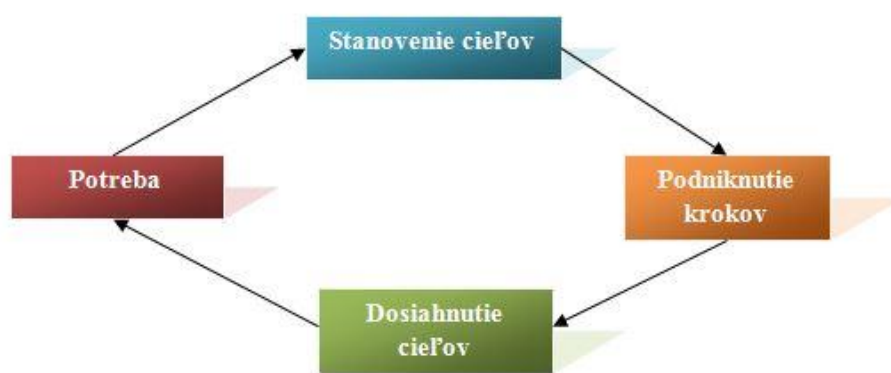 Stanovenie cieľov
Potreba
Podniknutie
krokov
Dosiahnutie
cieľov